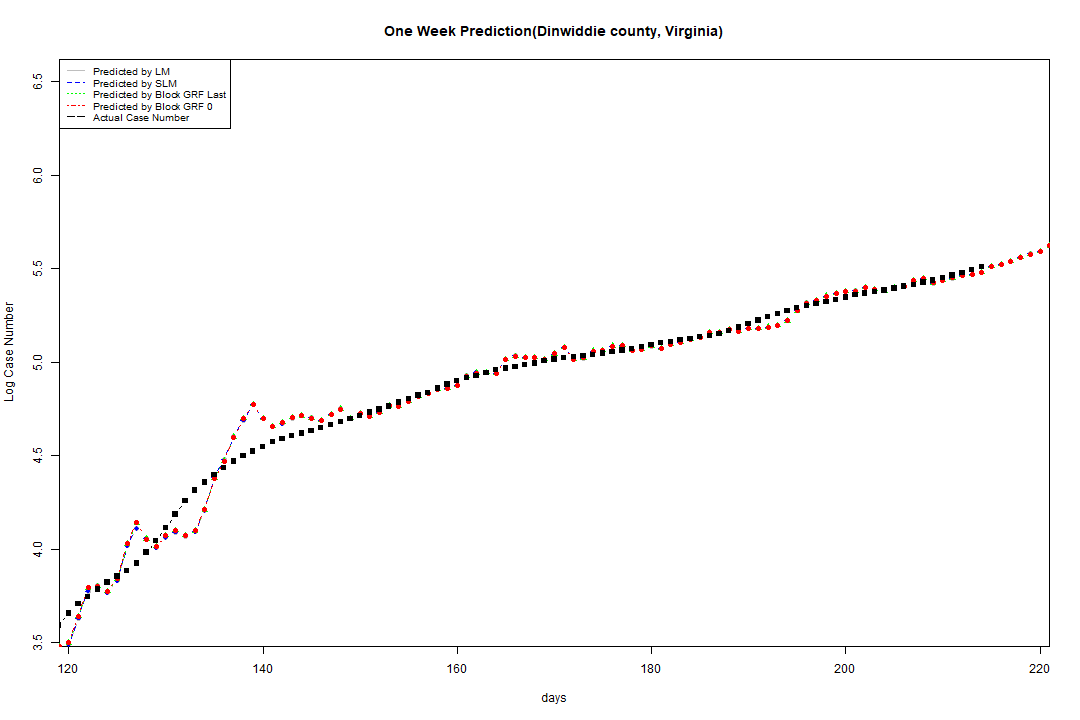 One Week Prediction(Dinwiddie county, Virginia)
Predicted by LM
Predicted by SLM
Predicted by Block GRF Last
Predicted by Block GRF 0
Actual Case Number
Log Case Number
6.5
6.0
5.5
5.0
4.5
4.0
3.5
120 140 160 180 200 220
days